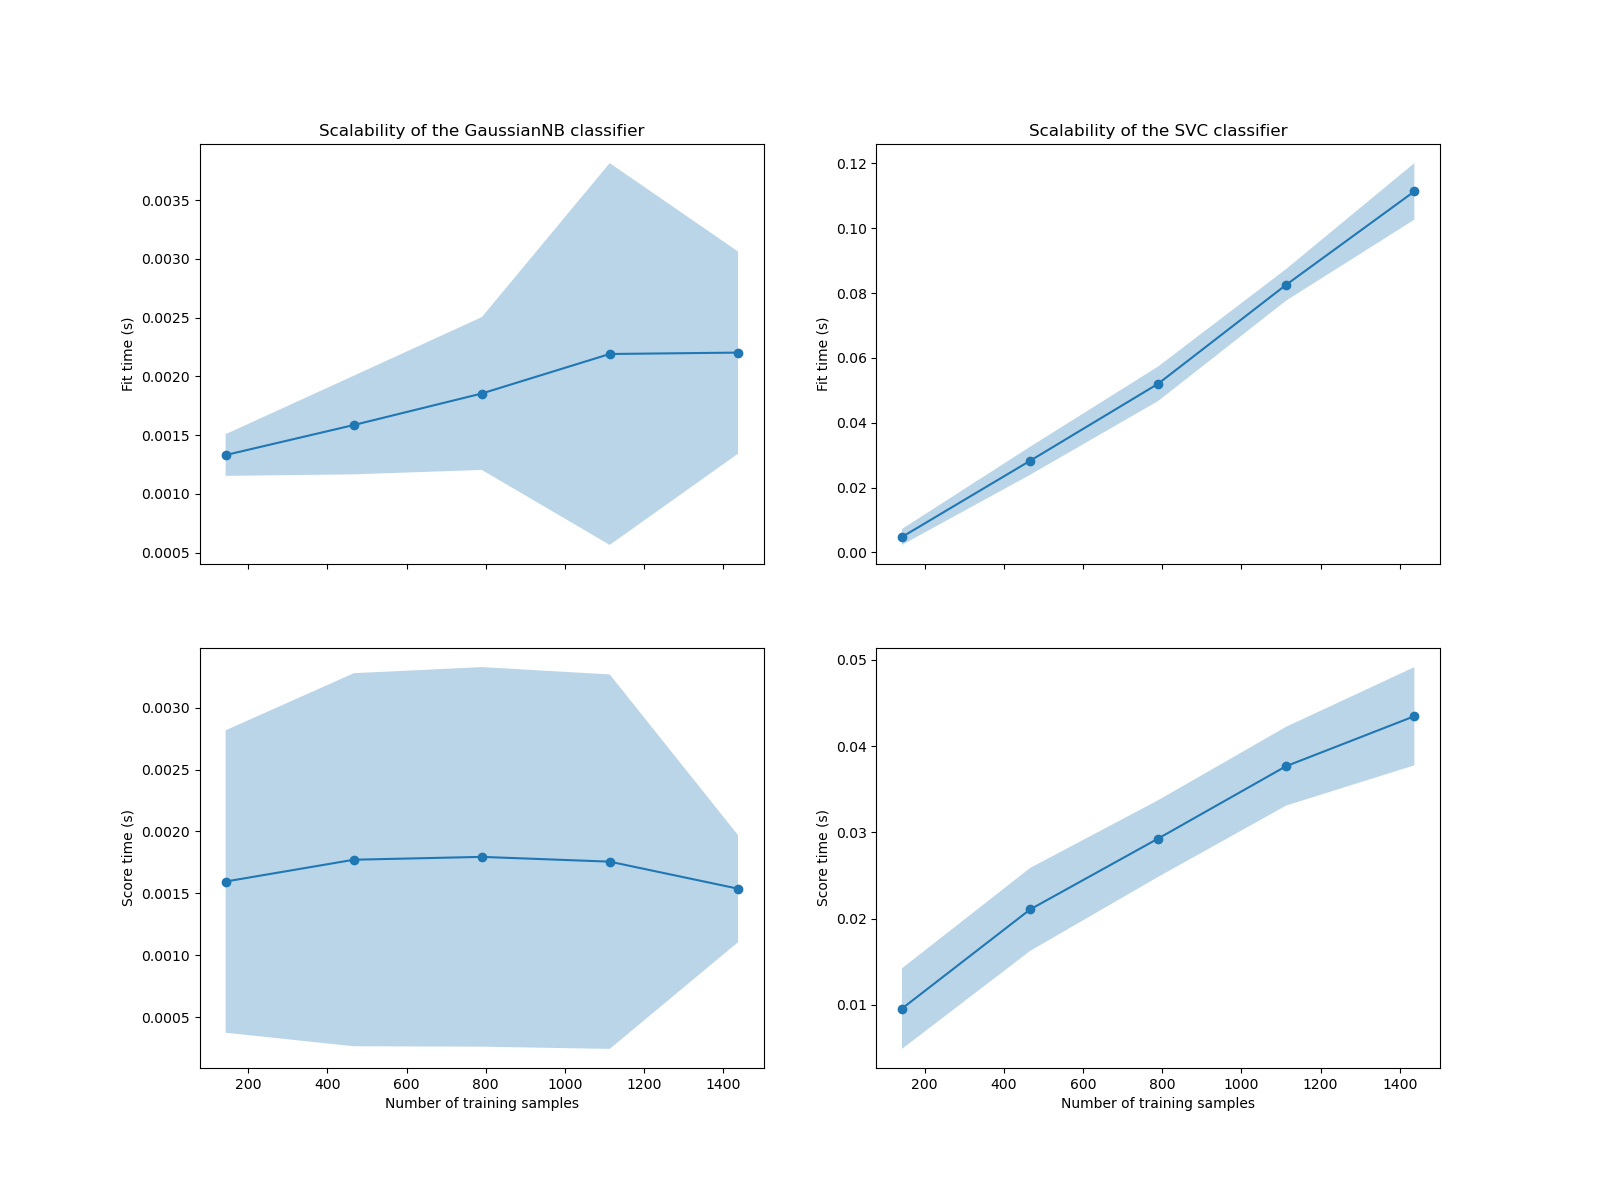 Scalability of the GaussianNB classifier
0.0035
0.0030
0.0025
0.0020
0.0015
0.0010
0.0005
Fit time (s)
Scalability of the SVC classifier
0.12
0.10
0.08
0.06
0.04
0.02
0.00
Fit time (s)
0.0030
0.0025
0.0020
0.0015
0.0010
0.0005
Score time (s)
200 400 600 800 1000 1200 1400
Number of training samples
0.05
0.04
0.03
0.02
0.01
Score time (s)
200 400 600 800 1000 1200 1400
Number of training samples